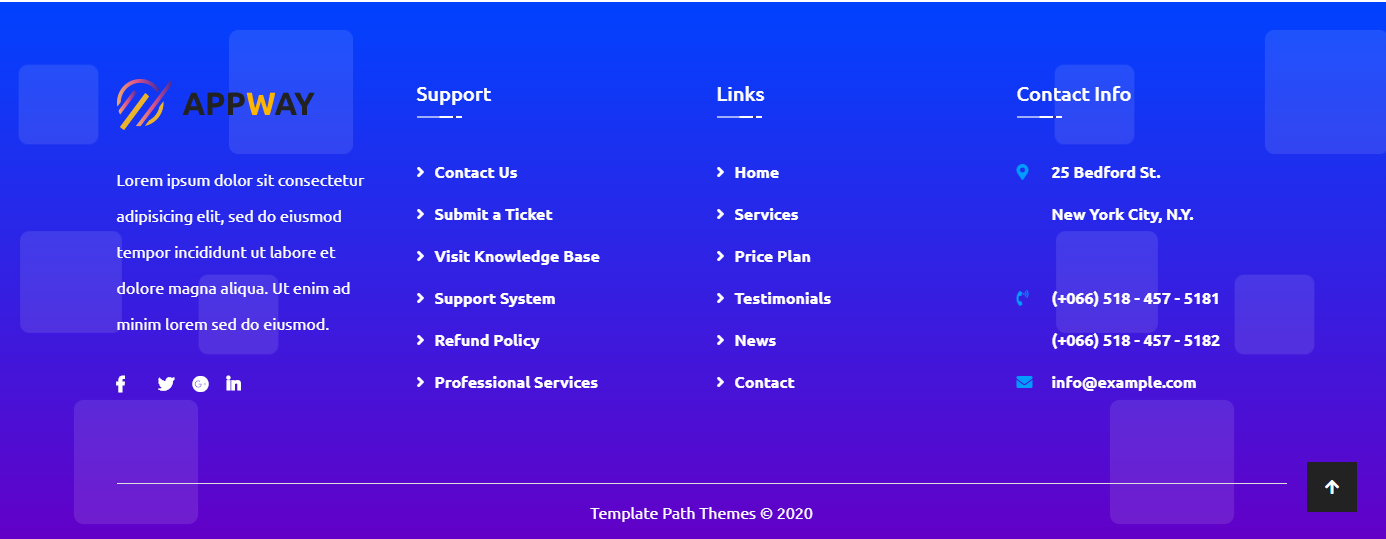 APPWAY
Lorem ipsum dolor sit consectetur
adipisicing elit, sed do eiusmod
tempor incididunt ut labore et
dolore magna aliqua. Ut enim ad
minim lorem sed do eiusmod.
Support
Contact Us
Submit a Ticket
Visit Knowledge Base
Support System
Refund Policy
Professional Services
Links
Home
Services
Price Plan
Testimonials
News
Contact
Contact Info
25 Bedford St.
New York City, N.Y.
(+066) 518 - 457 - 5181
(+066) 518 - 457 - 5182
info@example.com
Template Path Themes © 2020